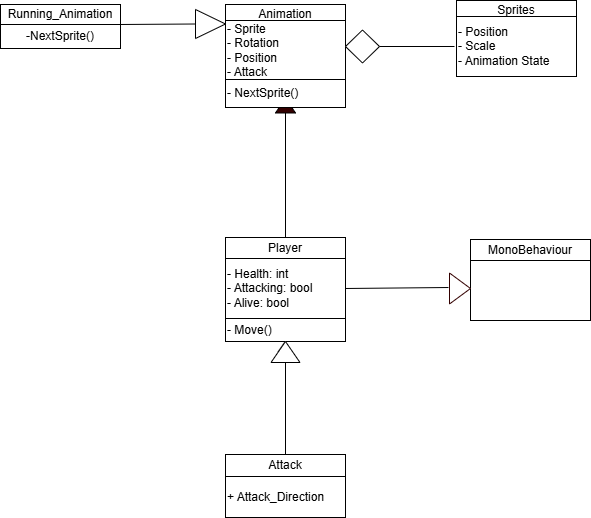 Running_Animation
-NextSprite()
Animation
- Sprite
- Rotation
- Position
- Attack
- NextSprite()
Sprites
- Position
- Scale
- Animation State
Player
- Health: int
- Attacking: bool
- Alive: bool
- Move()
MonoBehaviour
Attack
+ Attack_Direction